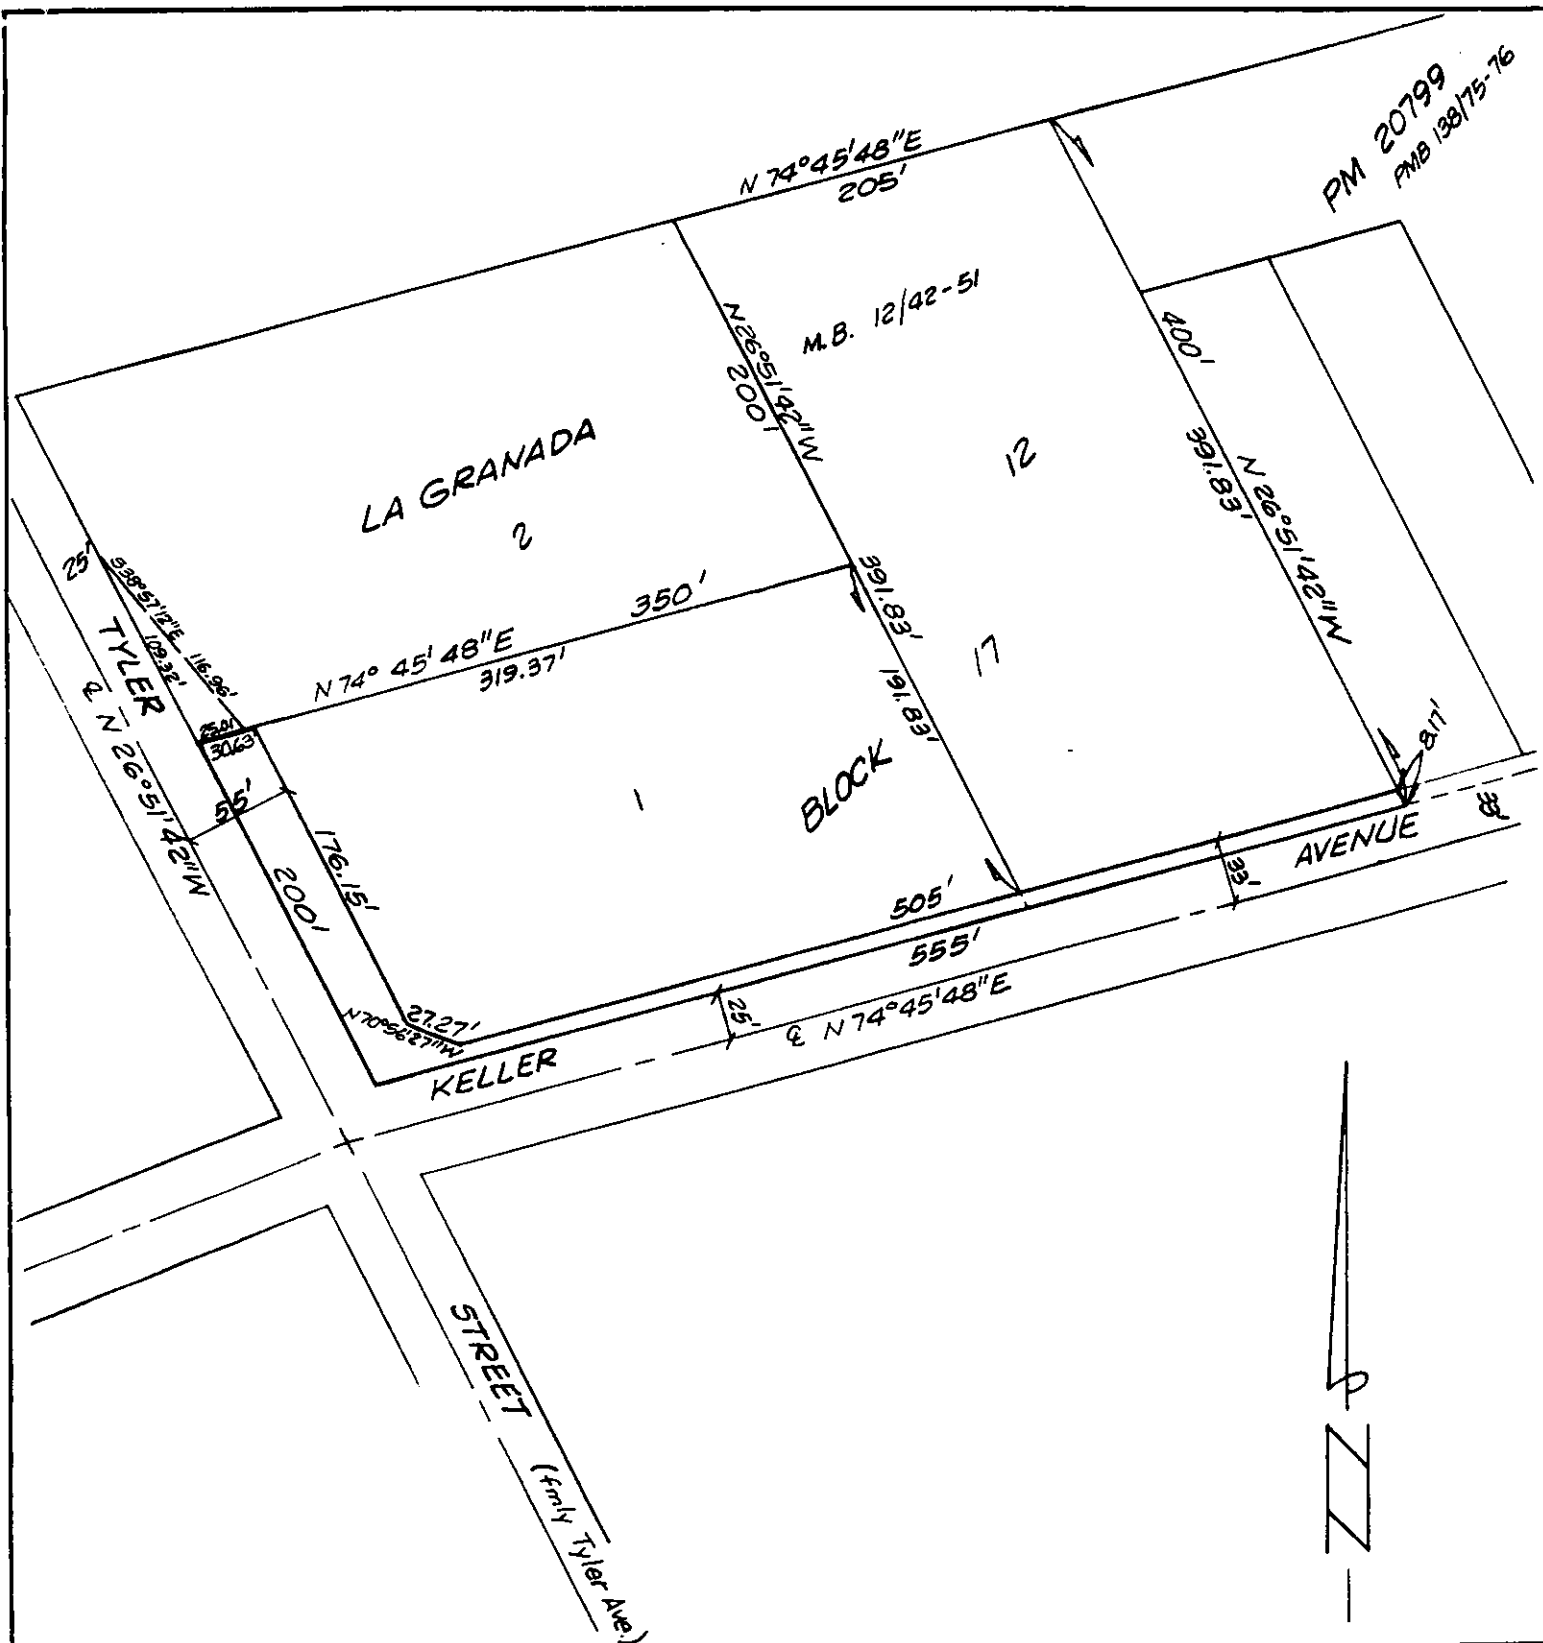 PM 20799
PMB 138/75-76
N 74°45'48"E
205'
M.B. 12/42-51
N 26°51'42"W
200'
400'
391.83'
N 26°51'42"W
12
LA GRANADA
2
25'
S38°57'12"E 116.96'
109.32'
TYLER
℄ N 26°51'42"W
350'
N 74° 45' 48"E
319.37'
391.83'
191.83'
17
25.01'
30.63'
55'
1
BLOCK
8.17'
33'
AVENUE
33'
176.15'
200'
505'
555'
27.27'
N70°56'27"W
25'
℄ N 74°45'48"E
KELLER
STREET (fmly Tyler Ave.)
N